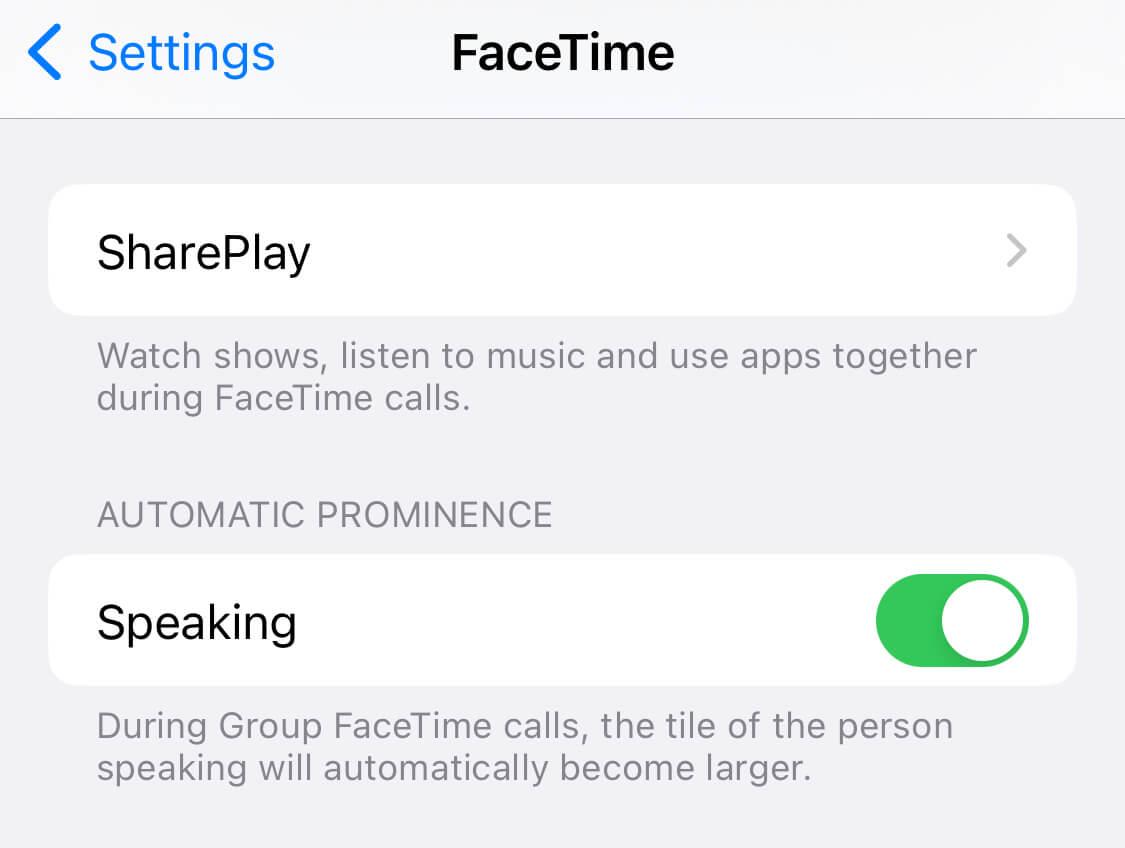 Settings
FaceTime
SharePlay
Watch shows, listen to music and use apps together
during FaceTime calls.
AUTOMATIC PROMINENCE
Speaking
During Group FaceTime calls, the tile of the person
speaking will automatically become larger.